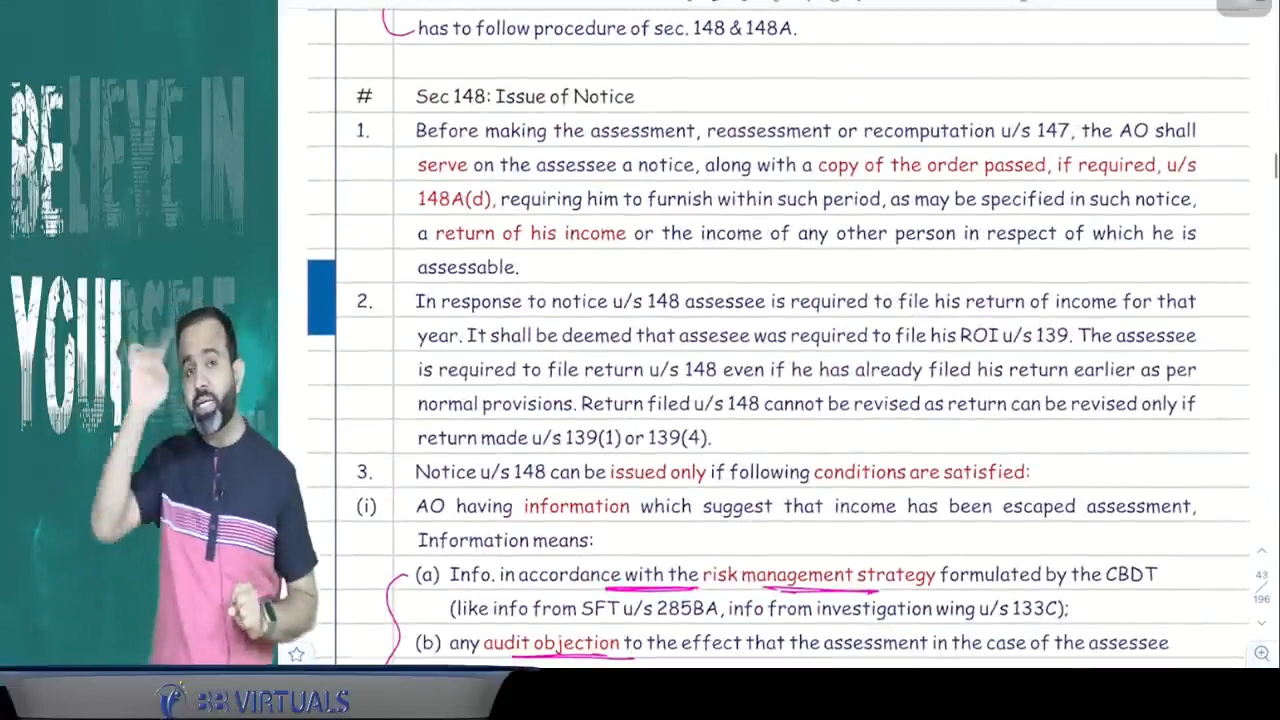 BELIEVE IN
YOURSELF
has to follow procedure of sec. 148 & 148A.
# Sec 148: Issue of Notice
1. Before making the assessment, reassessment or recomputation u/s 147, the AO shall
serve on the assessee a notice, along with a copy of the order passed, if required, u/s
148A(d), requiring him to furnish within such period, as may be specified in such notice,
a return of his income or the income of any other person in respect of which he is
assessable.
2. In response to notice u/s 148 assessee is required to file his return of income for that
year. It shall be deemed that assesee was required to file his ROI u/s 139. The assessee
is required to file return u/s 148 even if he has already filed his return earlier as per
normal provisions. Return filed u/s 148 cannot be revised as return can be revised only if
return made u/s 139(1) or 139(4).
3. Notice u/s 148 can be issued only if following conditions are satisfied:
(i) AO having information which suggest that income has been escaped assessment,
Information means:
(a) Info. in accordance with the risk management strategy formulated by the CBDT
(like info from SFT u/s 285BA, info from investigation wing u/s 133C);
(b) any audit objection to the effect that the assessment in the case of the assessee
43
196
BB VIRTUALS